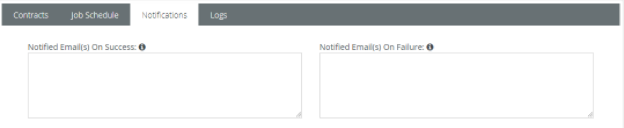 Contracts Job Schedule Notifications Logs
Notified Email(s) On Success: Notified Email(s) On Failure: